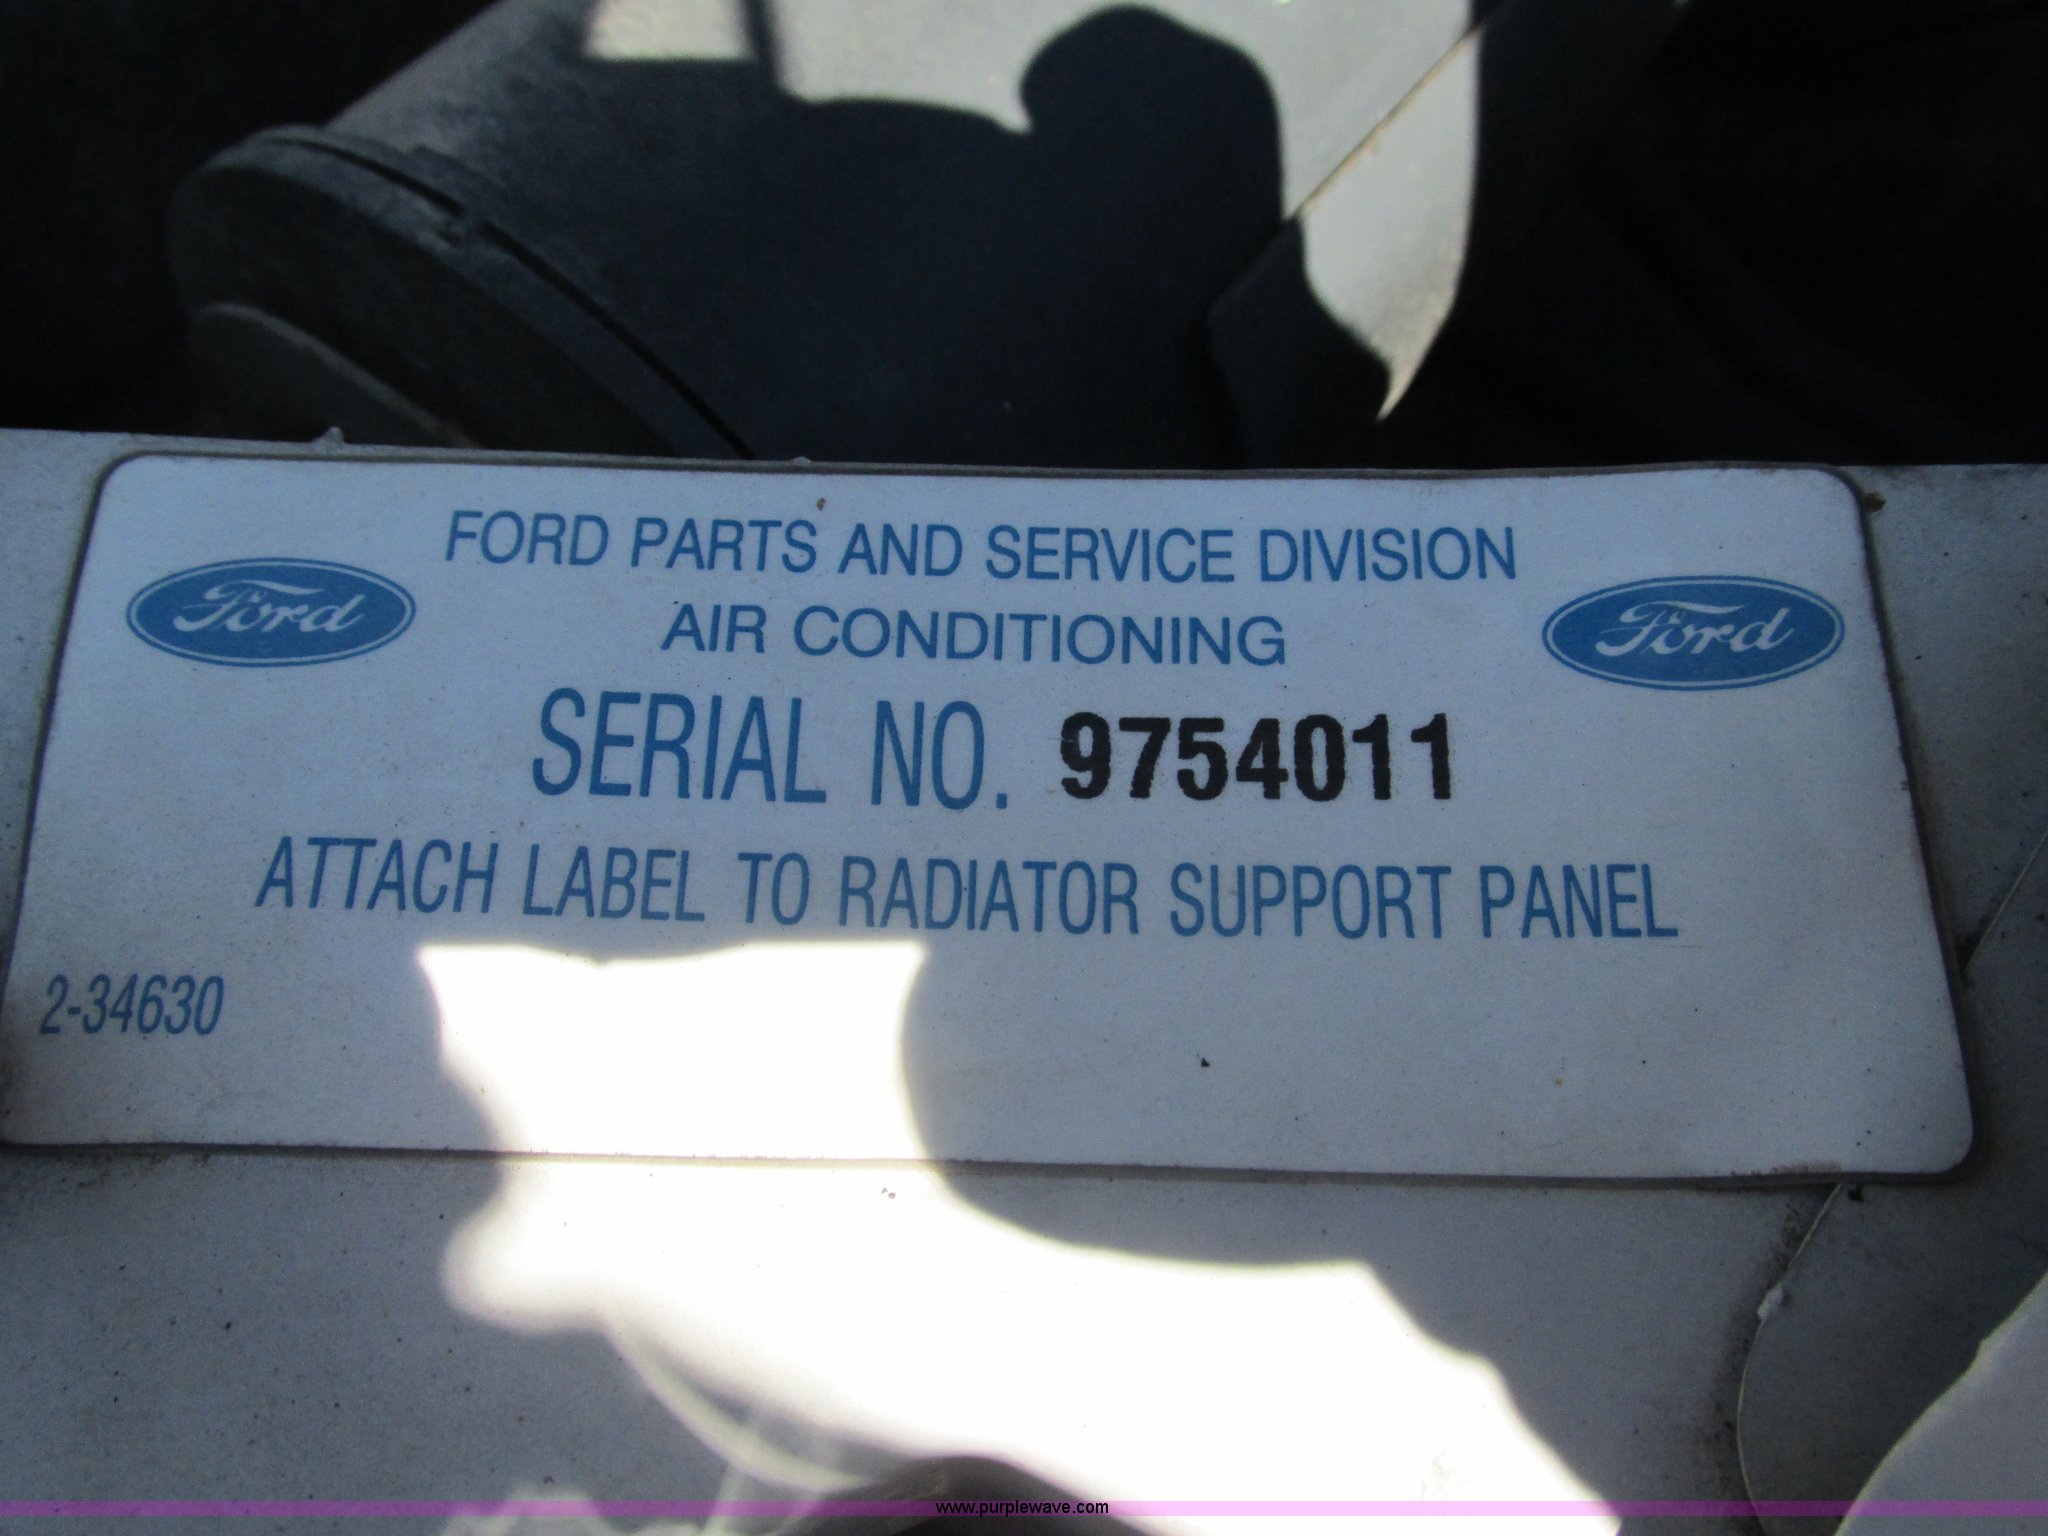 FORD PARTS AND SERVICE DIVISION
Ford
Ford
AIR CONDITIONING
SERIAL NO. 9754011
ATTACH LABEL TO RADIATOR SUPPORT PANEL
2-34630
www.purplewave.com